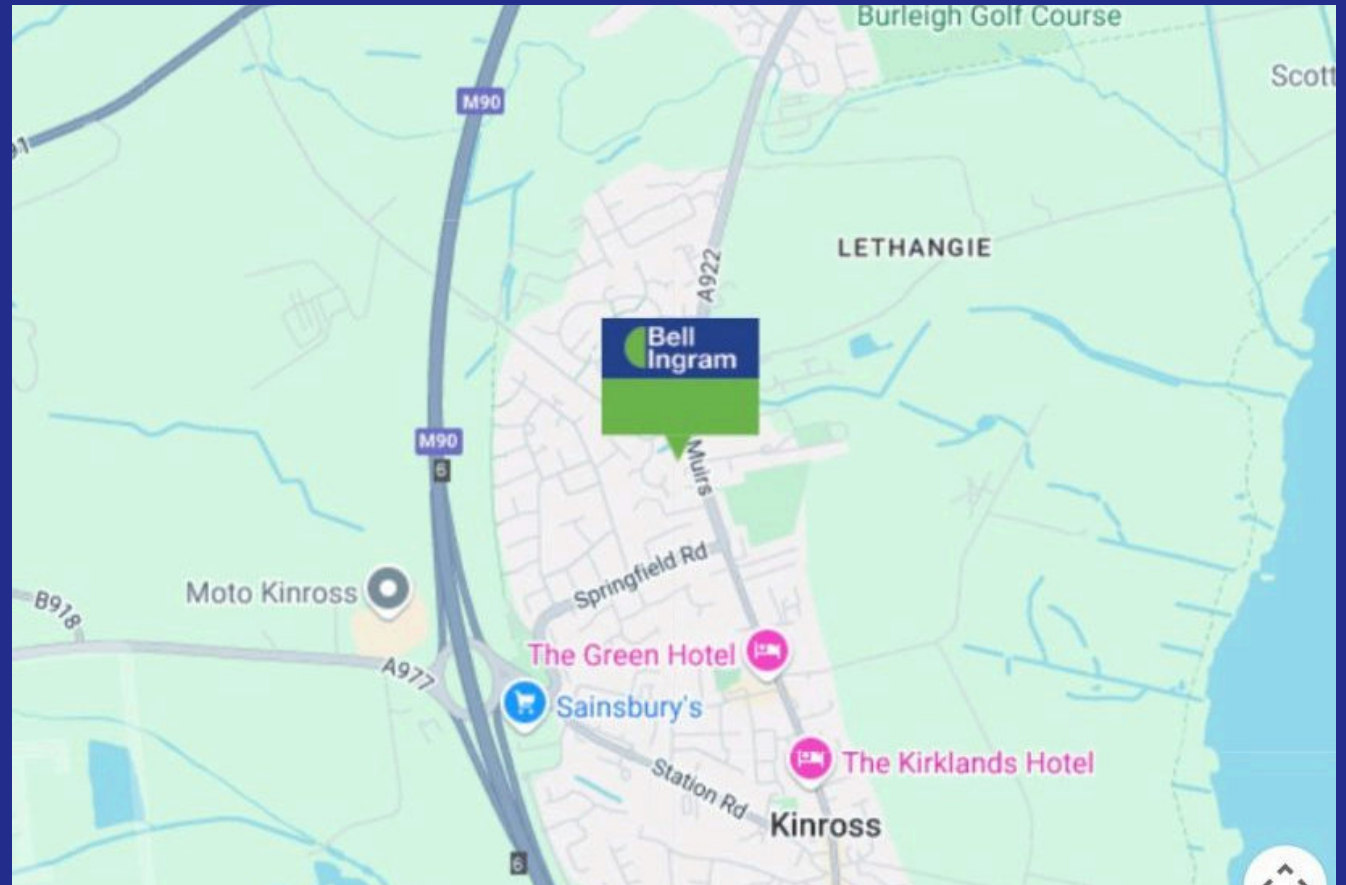 Burleigh Golf Course
Scott
M90
91
LETHANGIE
A922
Bell
Ingram
M90
6
Muirs
Springfield Rd
Moto Kinross
B918
The Green Hotel
A977
Sainsbury's
The Kirklands Hotel
Station Rd
Kinross
6